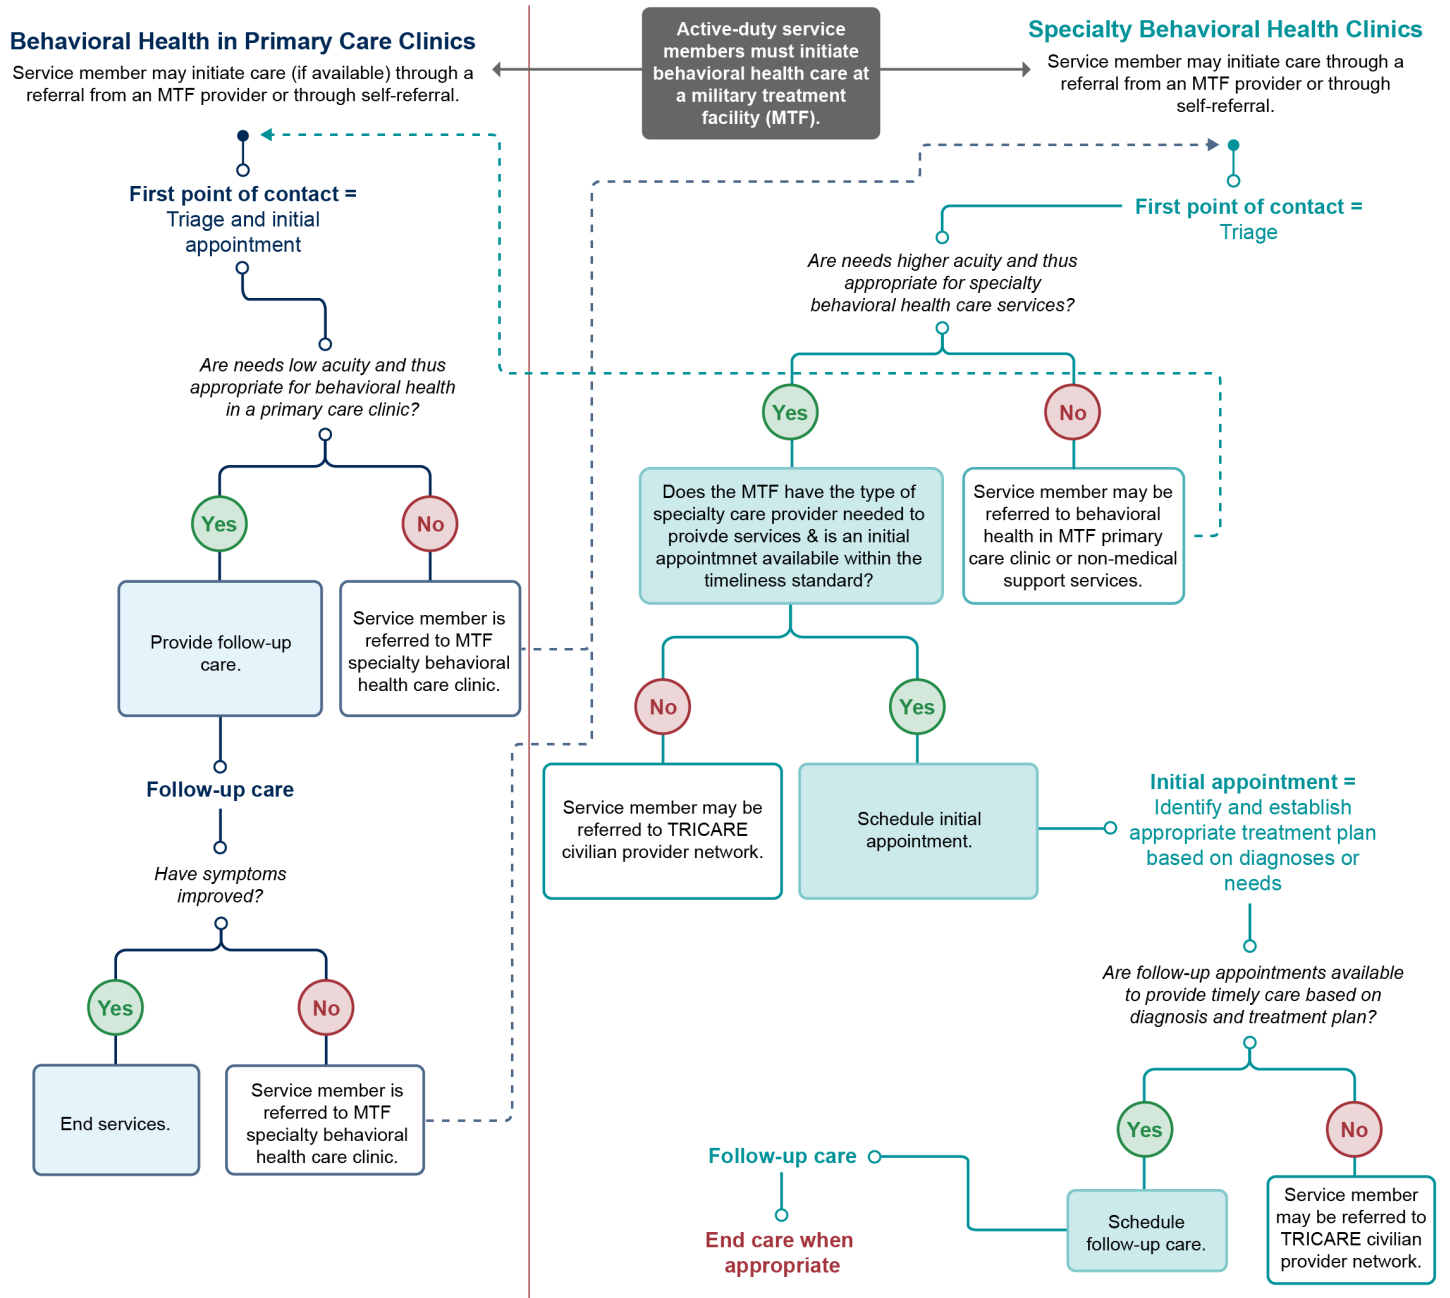 Active-duty service
members must initiate
behavioral health care at
a military treatment
facility (MTF).
Behavioral Health in Primary Care Clinics
Service member may initiate care (if available) through a
referral from an MTF provider or through self-referral.
First point of contact =
Triage and initial
appointment
Are needs low acuity and thus
appropriate for behavioral health
in a primary care clinic?
Yes
No
Provide follow-up
care.
Service member is
referred to MTF
specialty behavioral
health care clinic.
Follow-up care
Have symptoms
improved?
Yes
No
End services.
Service member is
referred to MTF
specialty behavioral
health care clinic.
Specialty Behavioral Health Clinics
Service member may initiate care through a
referral from an MTF provider or through
self-referral.
First point of contact =
Triage
Are needs higher acuity and thus
appropriate for specialty
behavioral health care services?
Yes
No
Does the MTF have the type of
specialty care provider needed to
proivde services & is an initial
appointmnet availabile within the
timeliness standard?
Service member may be
referred to behavioral
health in MTF primary
care clinic or non-medical
support services.
No
Yes
Service member may be
referred to TRICARE
civilian provider network.
Schedule initial
appointment.
Initial appointment =
Identify and establish
appropriate treatment plan
based on diagnoses or
needs
Are follow-up appointments available
to provide timely care based on
diagnosis and treatment plan?
Yes
No
Schedule
follow-up care.
Service member
may be referred to
TRICARE civilian
provider network.
Follow-up care
End care when
appropriate